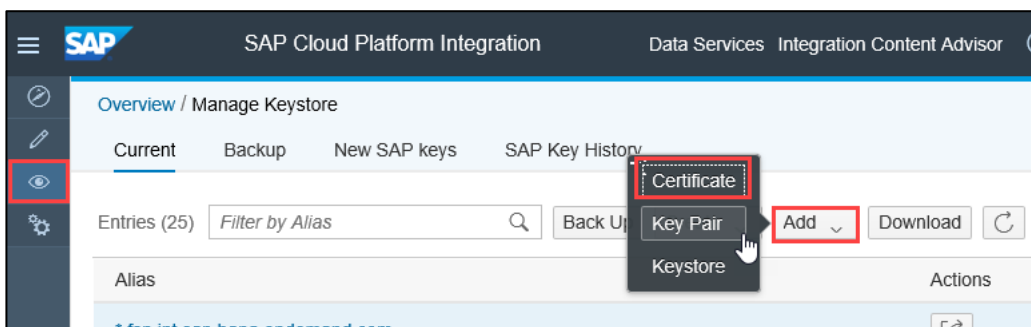 SAP SAP Cloud Platform Integration Data Services Integration Content Advisor
Overview / Manage Keystore
Current Backup New SAP keys SAP Key History
Certificate
Entries (25) Filter by Alias Back Up Key Pair Add Download
Keystore
Alias Actions